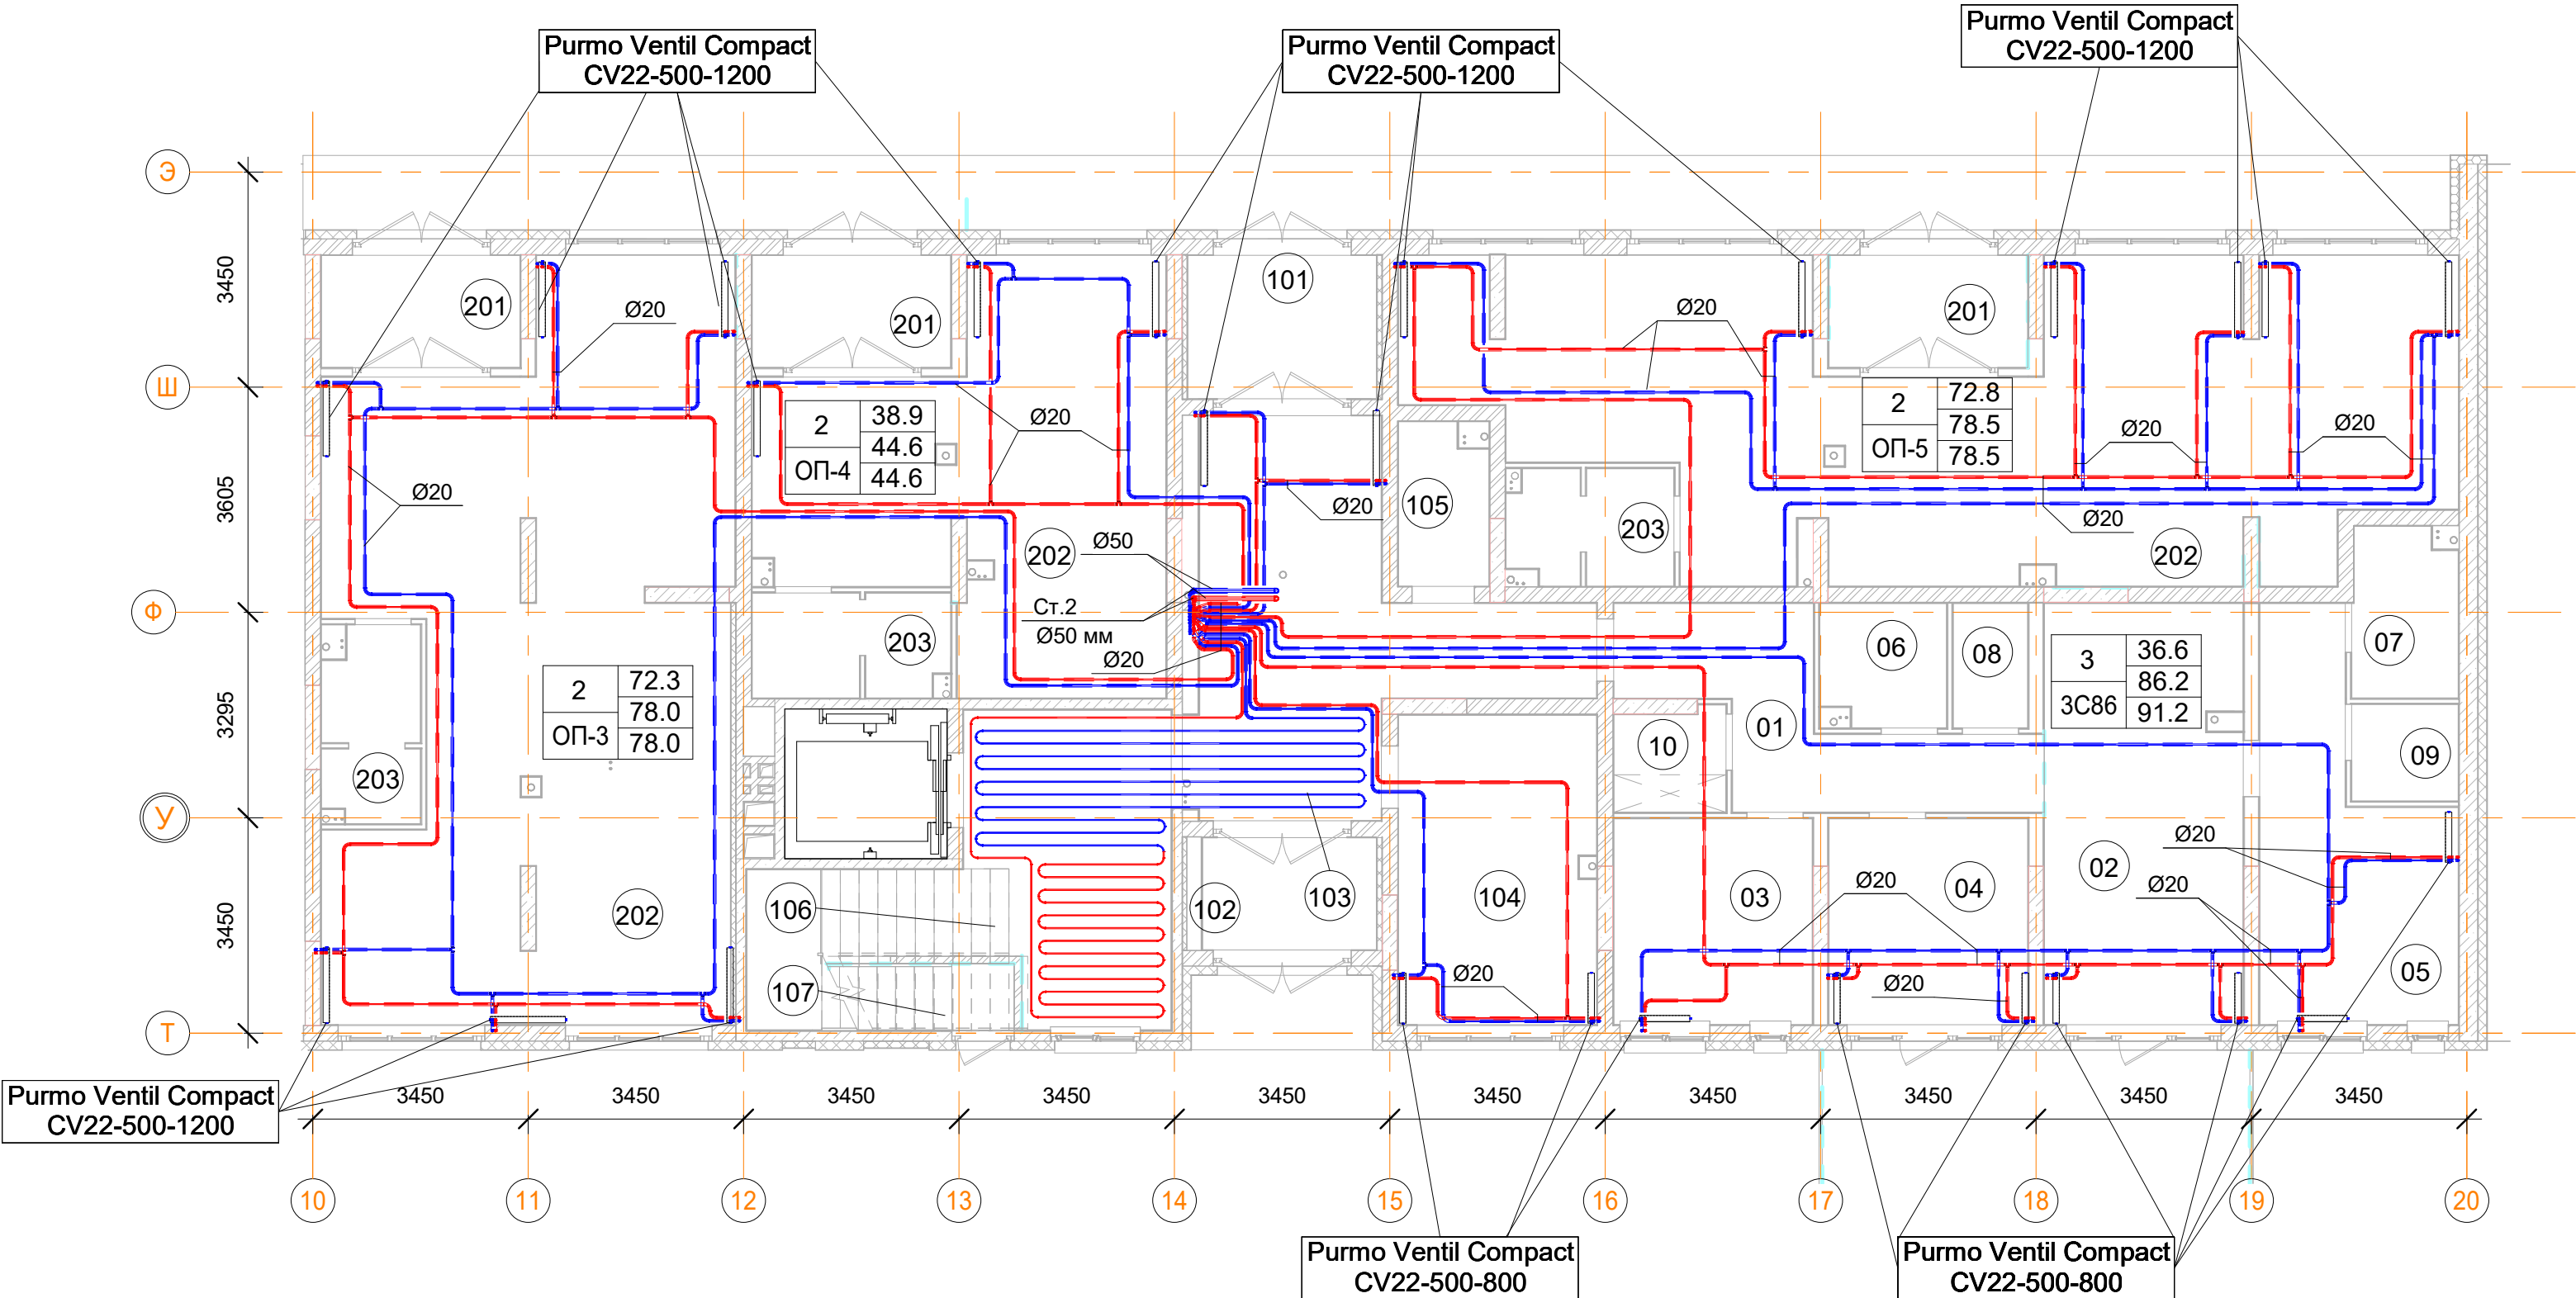 Purmo Ventil Compact
CV22-500-1200
Purmo Ventil Compact
CV22-500-1200
Purmo Ventil Compact
CV22-500-1200
Э
Ш
Ф
У
Т
3450
3605
3295
3450
201
Ø20
201
101
Ø20
201
2
38.9
ОП-4
44.6
44.6
Ø20
2
72.8
ОП-5
78.5
78.5
Ø20
Ø20
Ø20
Ø20
105
203
Ø20
202
202
Ø50
Ст.2
Ø50 мм
Ø20
203
06
08
07
3
36.6
3С86
86.2
91.2
2
72.3
ОП-3
78.0
78.0
203
10
01
09
Ø20
02
Ø20
Ø20
03
04
202
106
102
103
104
107
Ø20
Ø20
05
Purmo Ventil Compact
CV22-500-1200
3450
3450
3450
3450
3450
3450
3450
3450
3450
3450
10
11
12
13
14
15
16
17
18
19
20
Purmo Ventil Compact
CV22-500-800
Purmo Ventil Compact
CV22-500-800